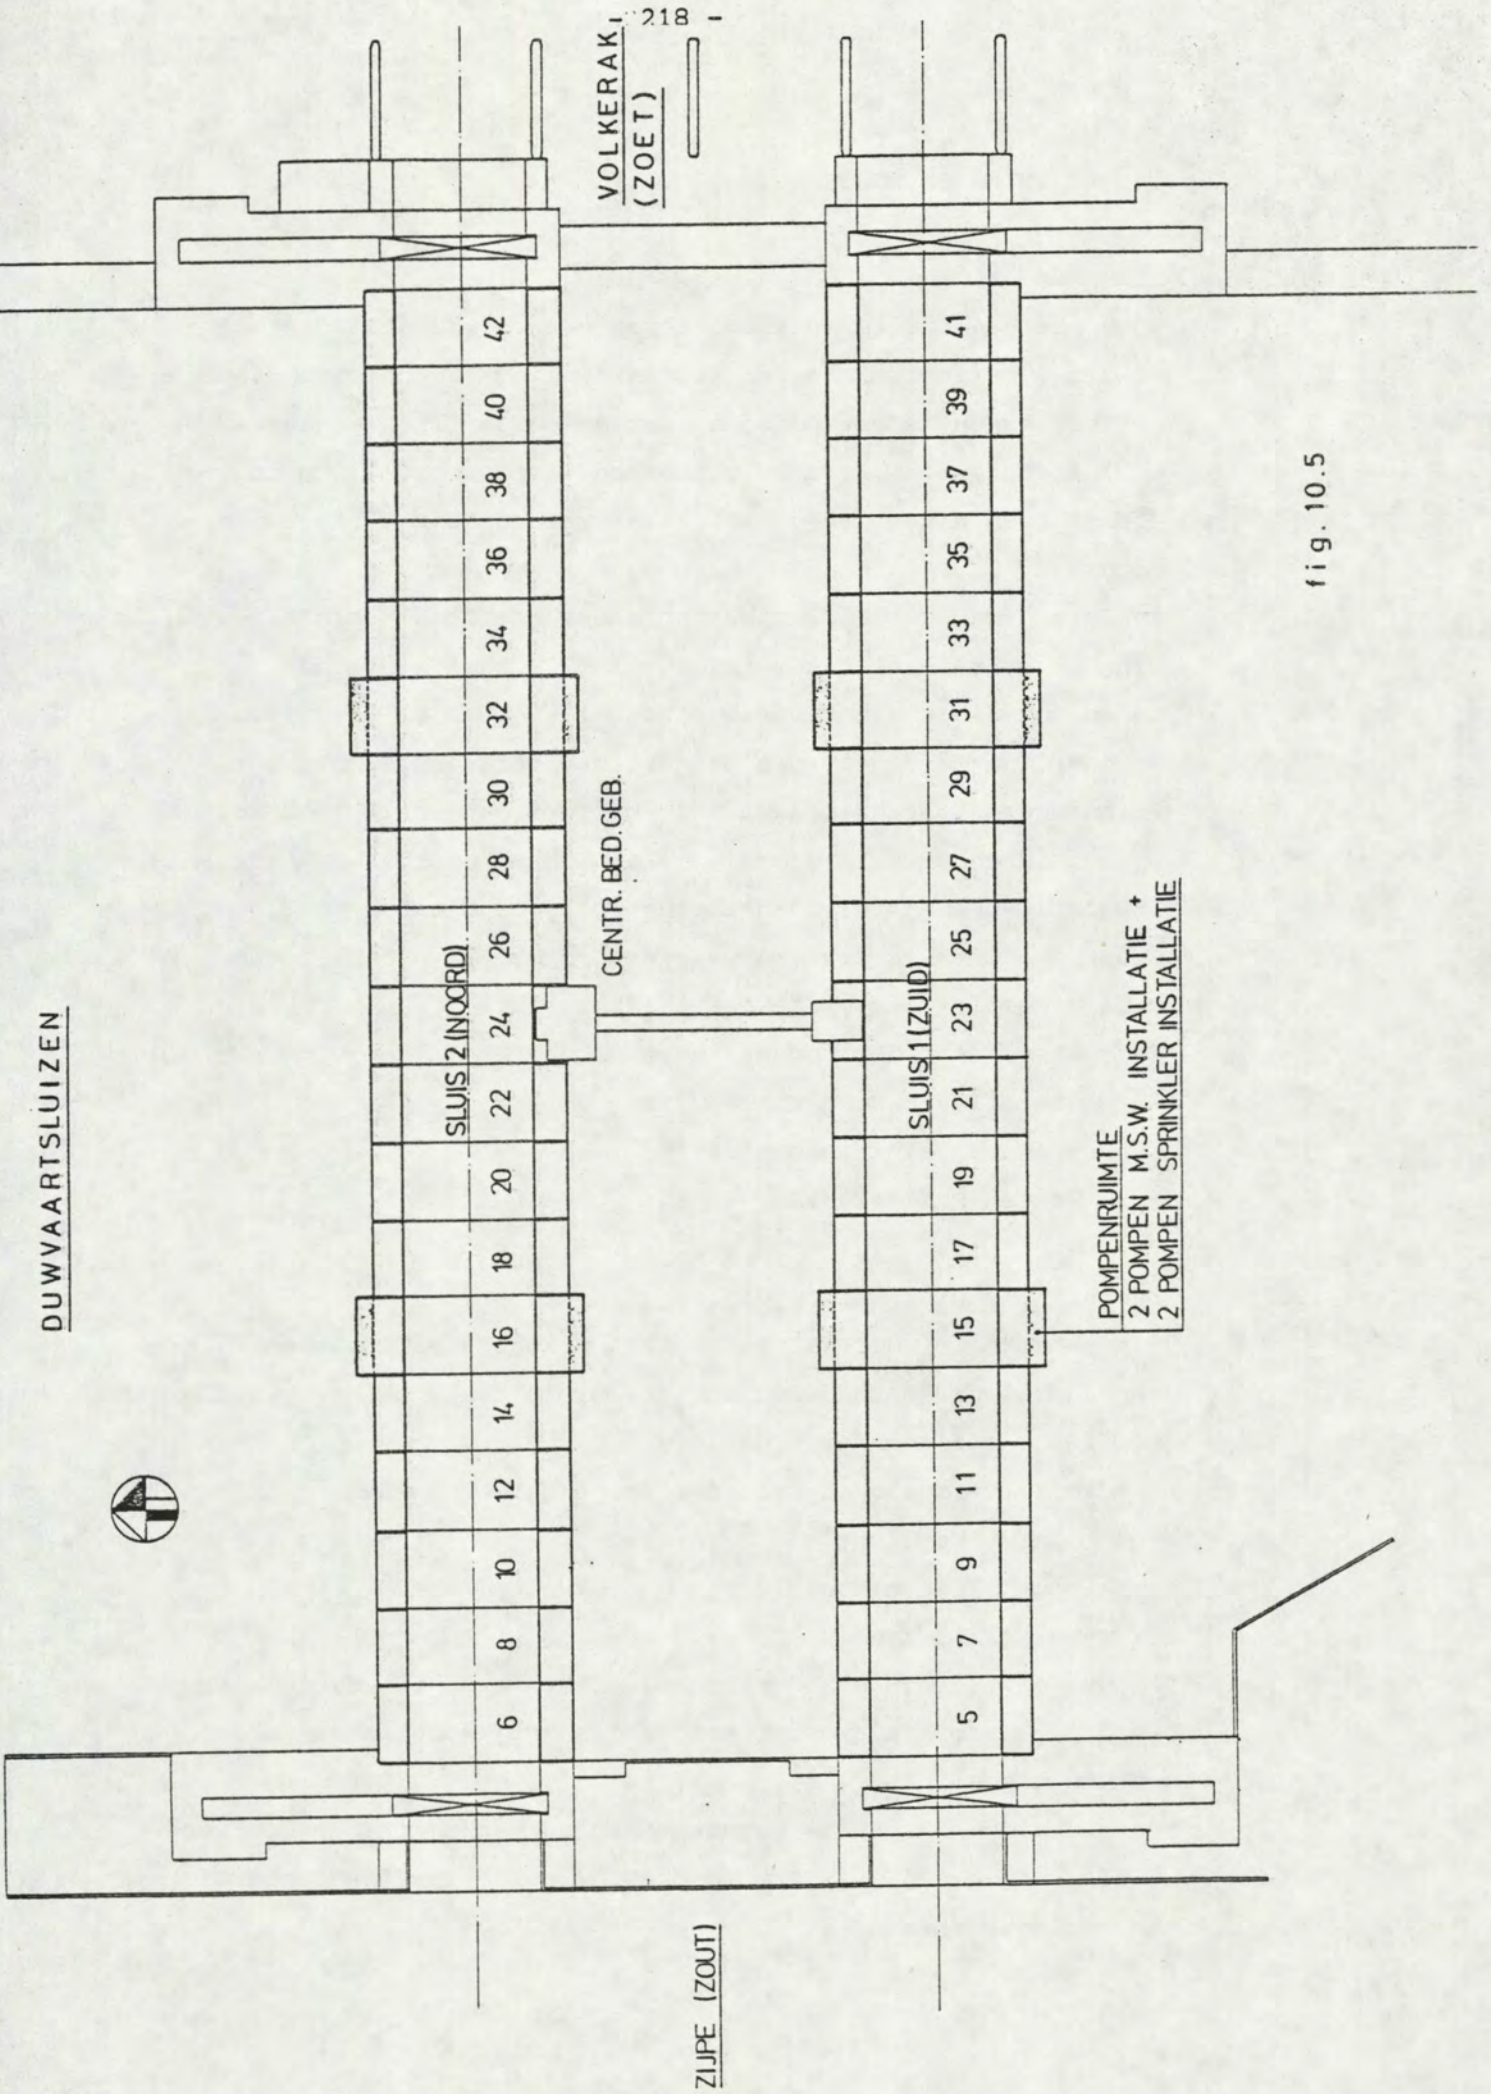 - 218 -
DUWVAARTSLUIZEN
VOLKERAK
(ZOET)
ZIJPE (ZOUT)
SLUIS 2 (NOORD)
6 8 10 12 14 16 18 20 22 24 26 28 30 32 34 36 38 40 42
CENTR. BED. GEB.
SLUIS 1 (ZUID)
5 7 9 11 13 15 17 19 21 23 25 27 29 31 33 35 37 39 41
POMPENRUIMTE
2 POMPEN M.S.W. INSTALLATIE +
2 POMPEN SPRINKLER INSTALLATIE
fig. 10.5